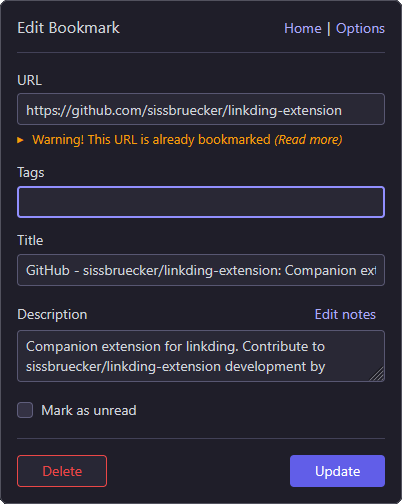 Edit Bookmark
Home | Options
URL
https://github.com/sissbruecker/linkding-extension
▸ Warning! This URL is already bookmarked (Read more)
Tags
Title
GitHub - sissbruecker/linkding-extension: Companion ext
Description
Edit notes
Companion extension for linkding. Contribute to
sissbruecker/linkding-extension development by
Mark as unread
Delete
Update